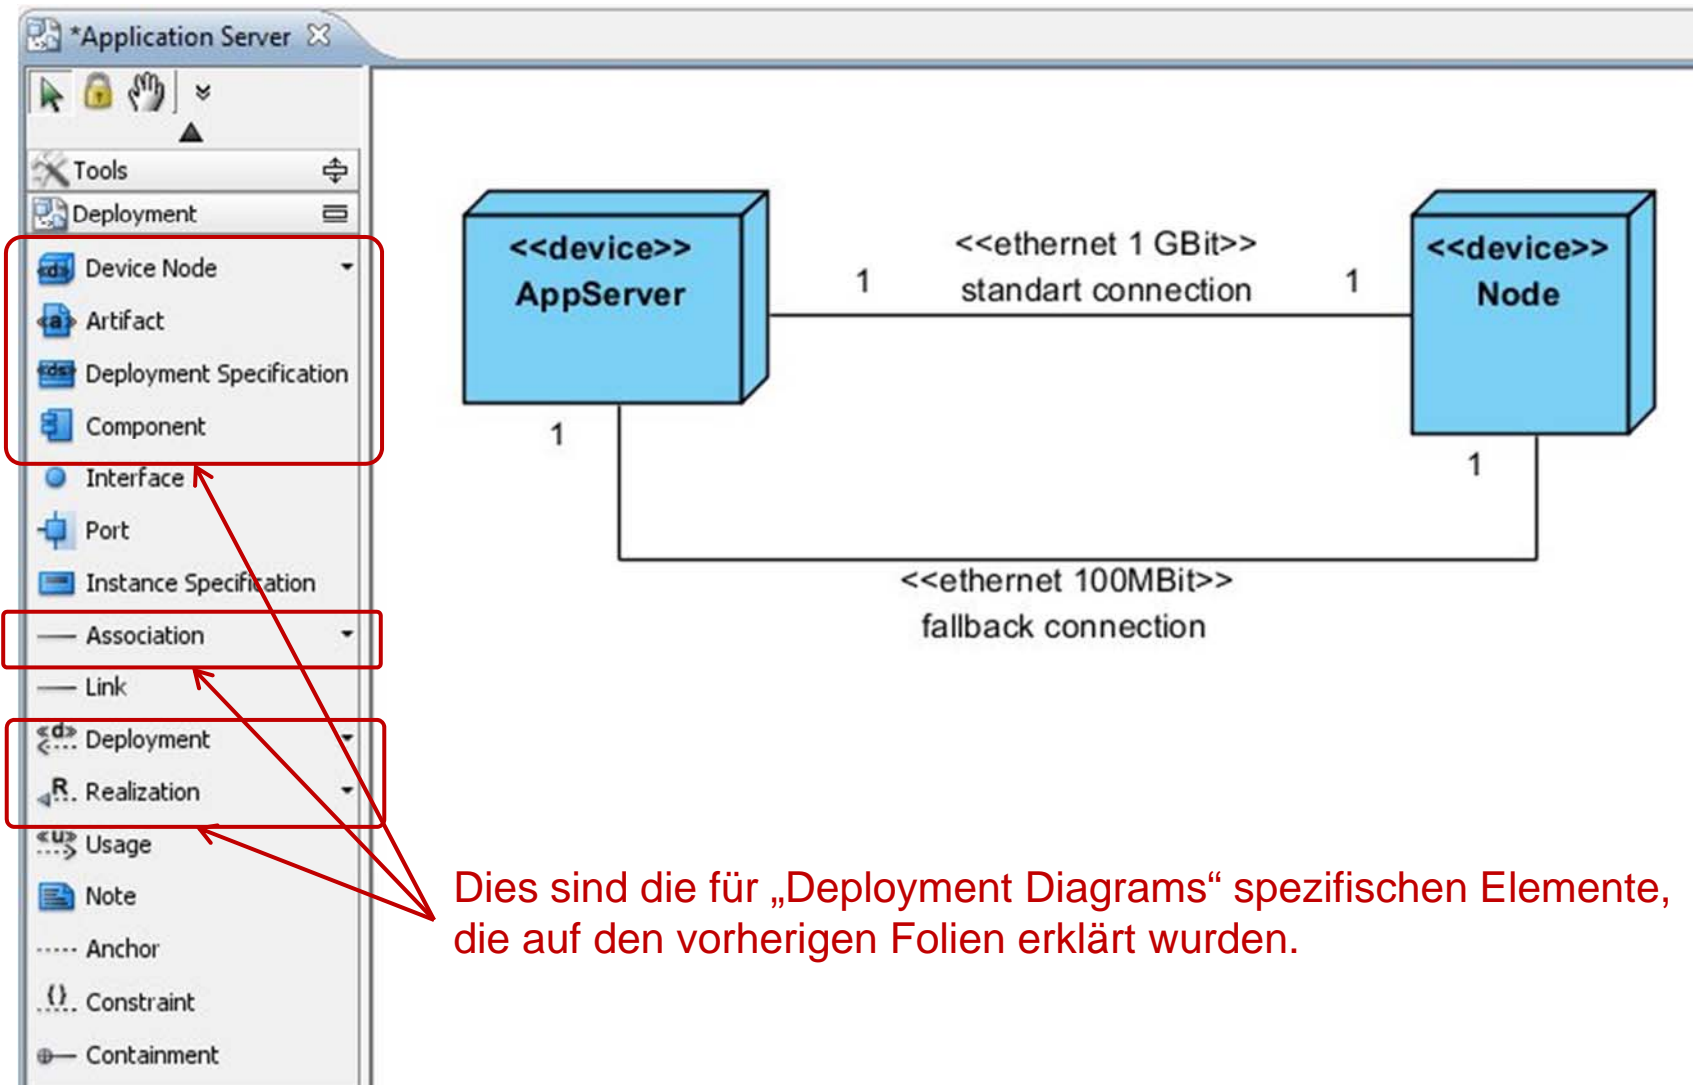 *Application Server
Tools
Deployment
Device Node
Artifact
Deployment Specification
Component
Interface
Port
Instance Specification
Association
Link
Deployment
Realization
Usage
Note
Anchor
Constraint
Containment
<<device>>
AppServer
<<ethernet 1 GBit>>
standart connection
1
1
<<device>>
Node
1
1
<<ethernet 100MBit>>
fallback connection
Dies sind die für „Deployment Diagrams“ spezifischen Elemente,
die auf den vorherigen Folien erklärt wurden.